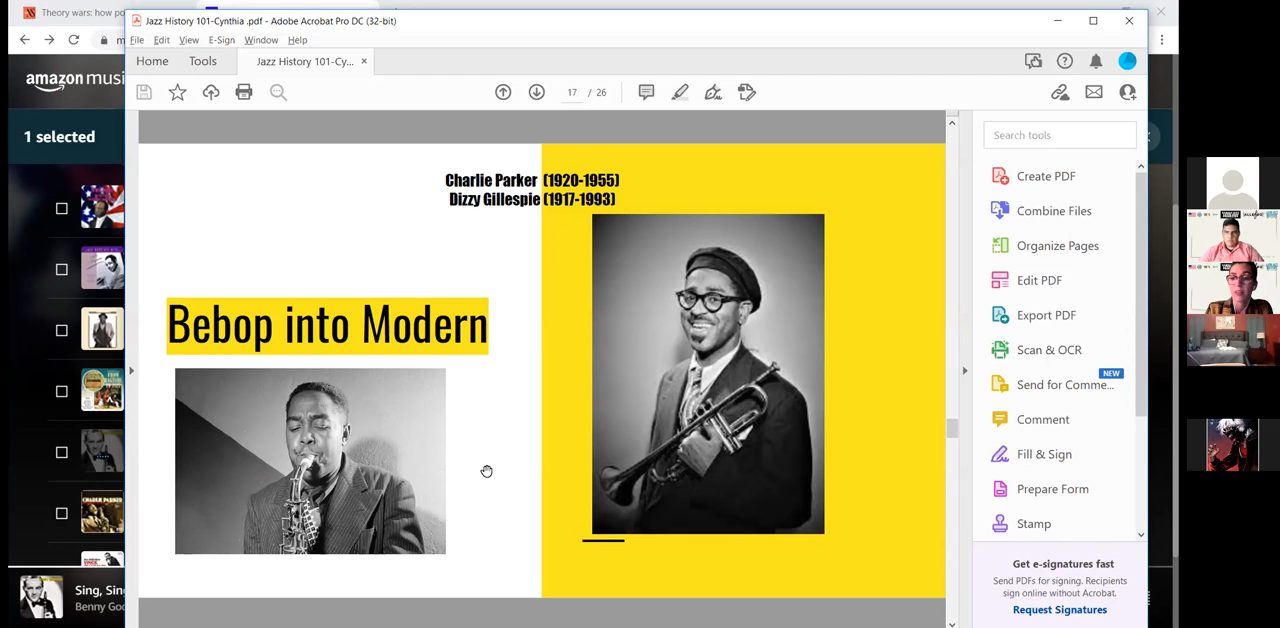 Theory wars: how po
Jazz History 101-Cynthia .pdf - Adobe Acrobat Pro DC (32-bit)
File Edit View E-Sign Window Help
Home Tools Jazz History 101-Cy... ×
17 / 26
amazon musi
1 selected
Charlie Parker (1920-1955)
Dizzy Gillespie (1917-1993)
Bebop into Modern
Search tools
Create PDF
Combine Files
Organize Pages
Edit PDF
Export PDF
Scan & OCR
NEW
Send for Comme...
Comment
Fill & Sign
Prepare Form
Stamp
Get e-signatures fast
Send PDFs for signing. Recipients
sign online without Acrobat.
Request Signatures
CHARLIE PARKER
Sing, Sin
Benny Goo